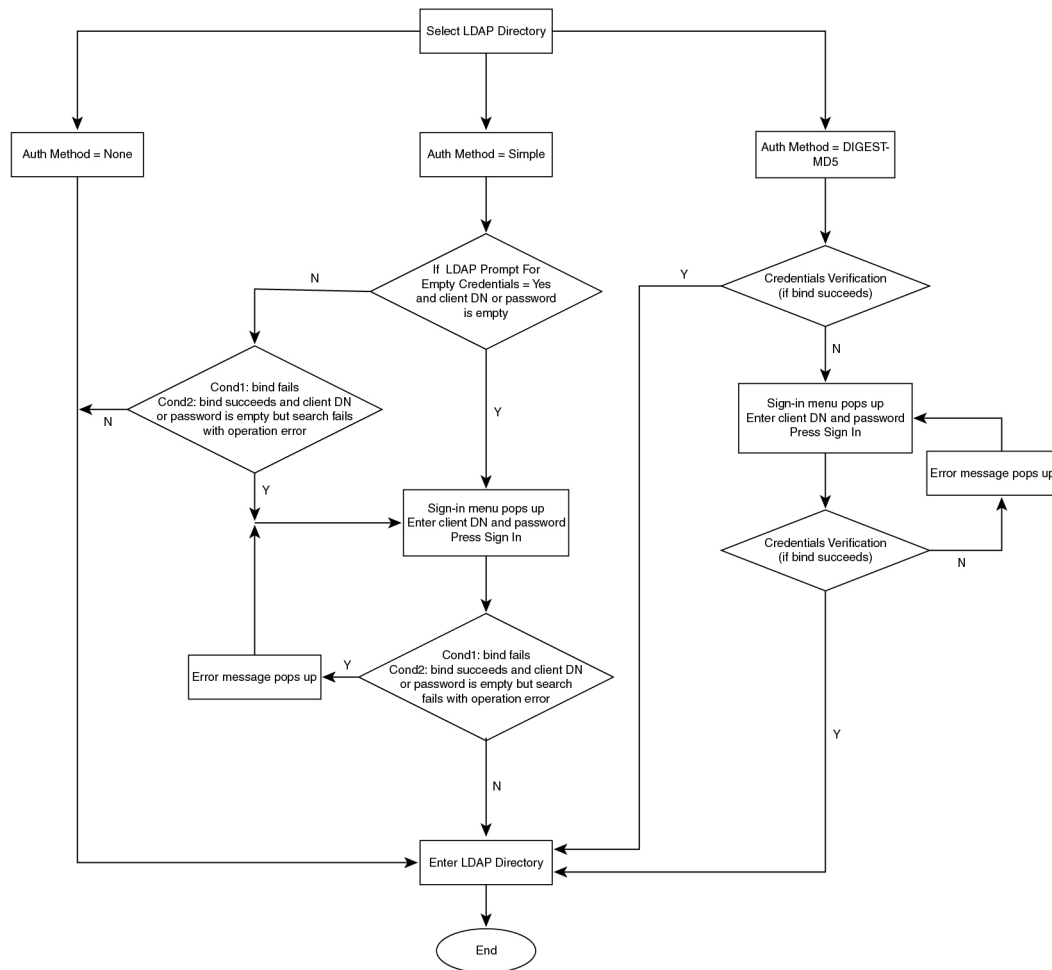 Select LDAP Directory
Auth Method = None
Auth Method = Simple
Auth Method = DIGEST-
MD5
If LDAP Prompt For
Empty Credentials = Yes
and client DN or password
is empty
N
Y
Credentials Verification
(if bind succeeds)
Y
N
Cond1: bind fails
Cond2: bind succeeds and client DN
or password is empty but search fails
with operation error
N
Y
Sign-in menu pops up
Enter client DN and password
Press Sign In
Sign-in menu pops up
Enter client DN and password
Press Sign In
Error message pops up
Credentials Verification
(if bind succeeds)
N
Y
Cond1: bind fails
Cond2: bind succeeds and client DN
or password is empty but search
fails with operation error
Y
Error message pops up
N
Enter LDAP Directory
End